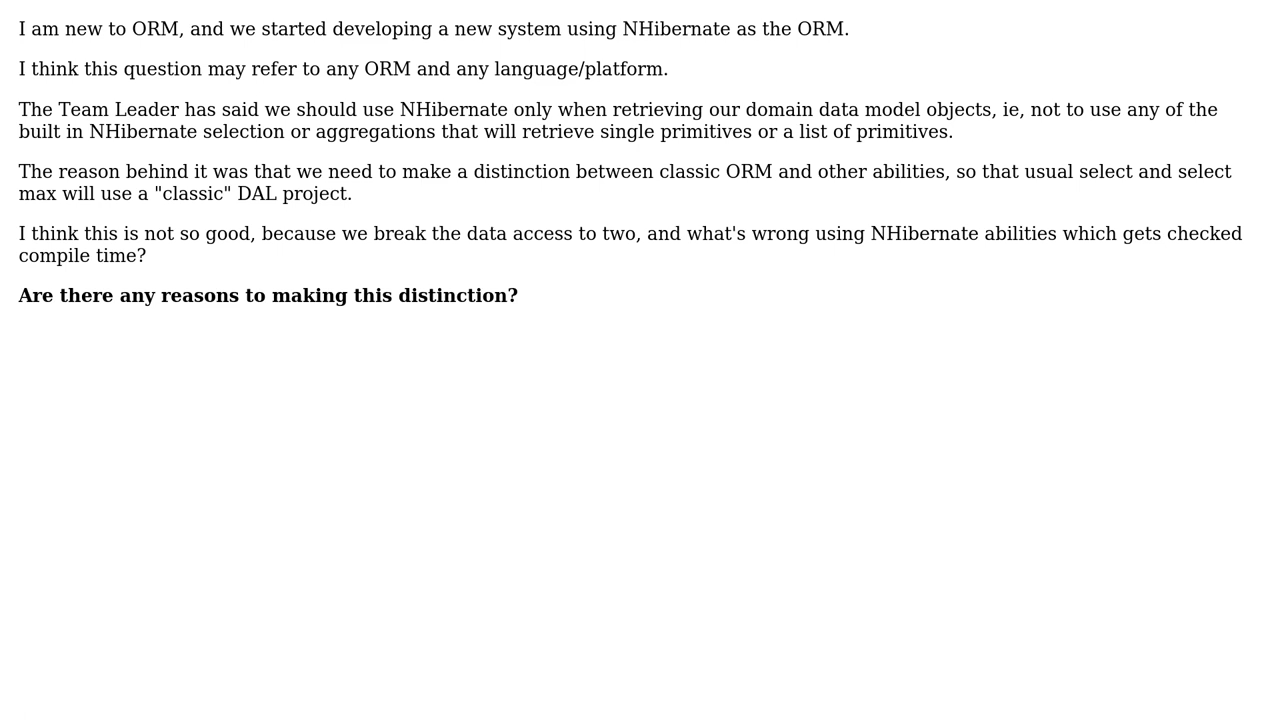 I am new to ORM, and we started developing a new system using NHibernate as the ORM.
I think this question may refer to any ORM and any language/platform.
The Team Leader has said we should use NHibernate only when retrieving our domain data model objects, ie, not to use any of the
built in NHibernate selection or aggregations that will retrieve single primitives or a list of primitives.
The reason behind it was that we need to make a distinction between classic ORM and other abilities, so that usual select and select
max will use a "classic" DAL project.
I think this is not so good, because we break the data access to two, and what's wrong using NHibernate abilities which gets checked
compile time?
Are there any reasons to making this distinction?